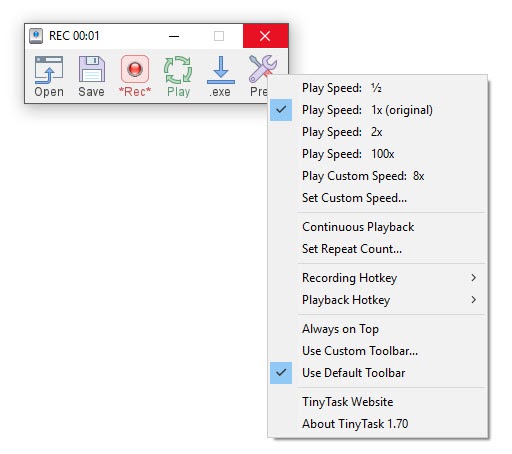 REC 00:01
Open Save *Rec* Play .exe Pre
Play Speed: ½
Play Speed: 1x (original)
Play Speed: 2x
Play Speed: 100x
Play Custom Speed: 8x
Set Custom Speed...
Continuous Playback
Set Repeat Count...
Recording Hotkey
Playback Hotkey
Always on Top
Use Custom Toolbar...
Use Default Toolbar
TinyTask Website
About TinyTask 1.70